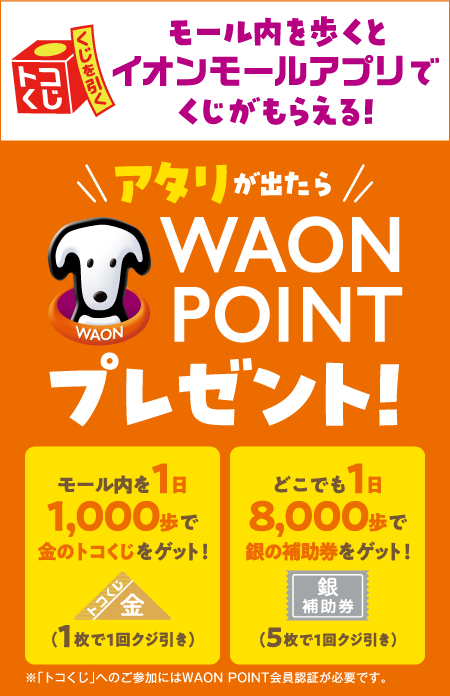 くじを引く
トコ
くじ
モール内を歩くと
イオンモールアプリで
くじがもらえる!
アタリが出たら
WAON
POINT
WAON
プレゼント!
モール内を1日
1,000歩で
金のトコくじをゲット!
トコくじ
金
(1枚で1回クジ引き)
どこでも1日
8,000歩で
銀の補助券をゲット!
銀
補助券
(5枚で1回クジ引き)
※「トコくじ」へのご参加にはWAON POINT会員認証が必要です。